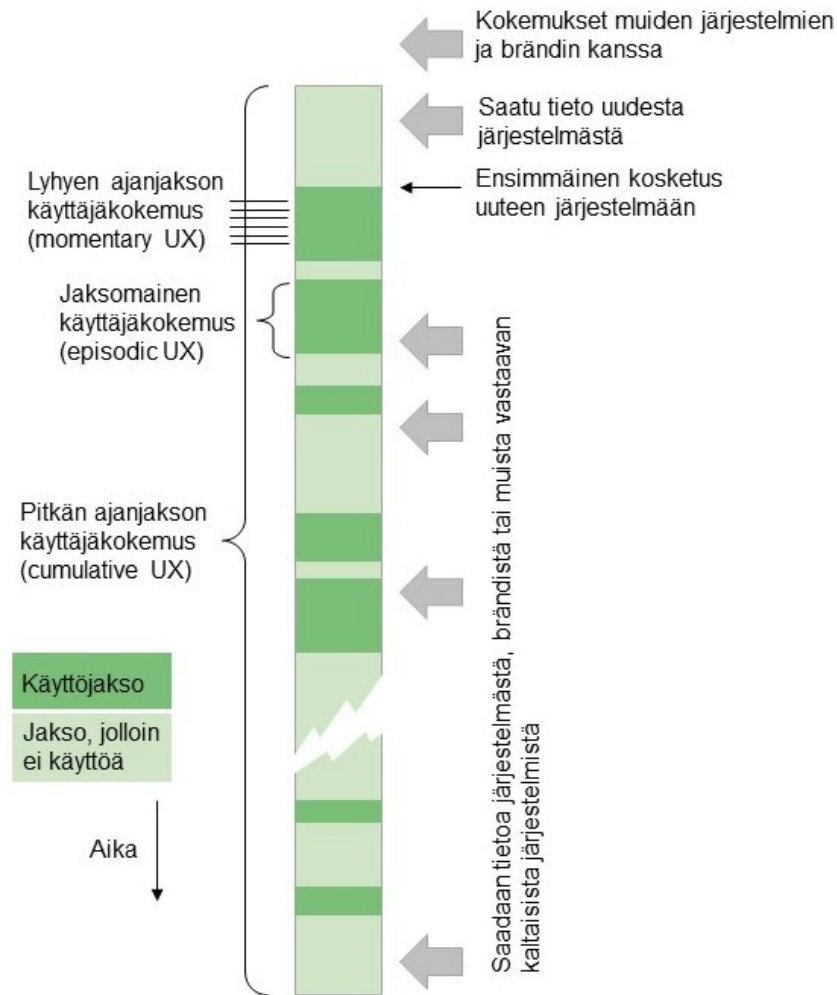 Kokemukset muiden järjestelmien
ja brändin kanssa
Saatu tieto uudesta
järjestelmästä
Ensimmäinen kosketus
uuteen järjestelmään
Lyhyen ajanjakson
käyttäjäkokemus
(momentary UX)
Jaksomainen
käyttäjäkokemus
(episodic UX)
Pitkän ajanjakson
käyttäjäkokemus
(cumulative UX)
Käyttöjakso
Jakso, jolloin
ei käyttöä
Aika
Saadaan tietoa järjestelmästä, brändistä tai muista vastaavan
kaltaisista järjestelmistä